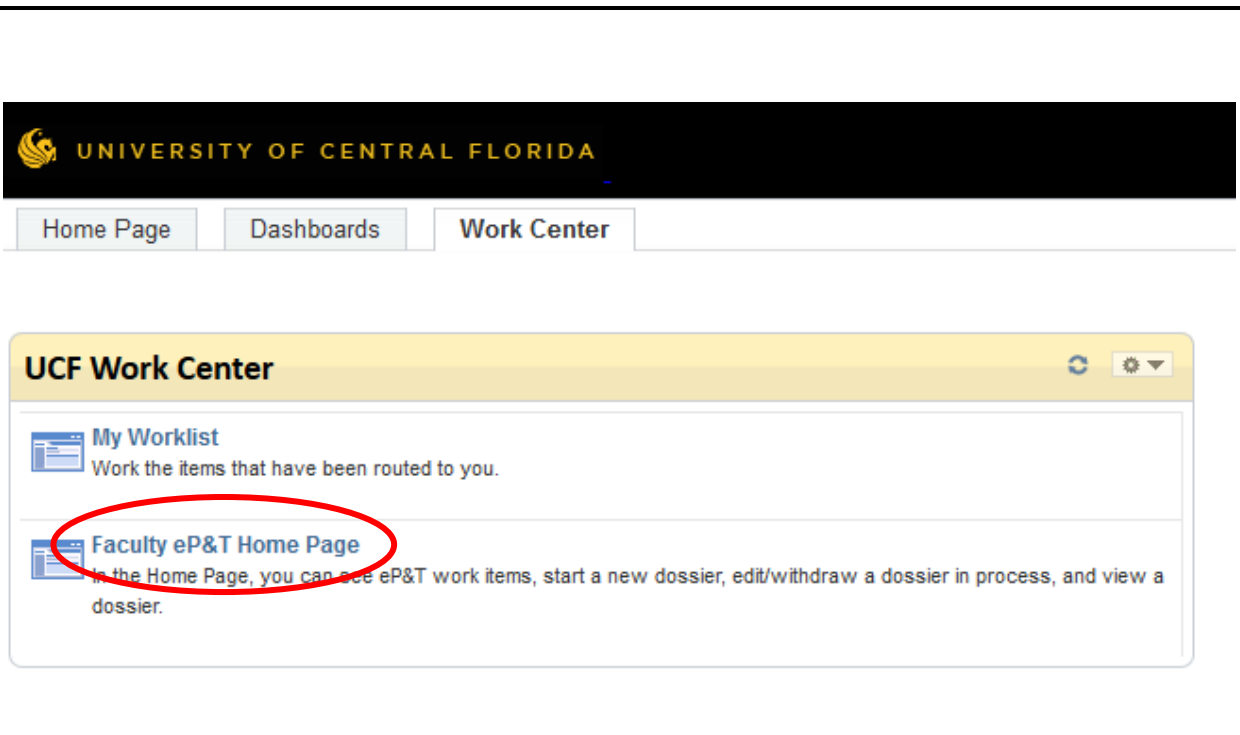 UNIVERSITY OF CENTRAL FLORIDA
Home Page Dashboards Work Center
UCF Work Center
My Worklist
Work the items that have been routed to you.
Faculty eP&T Home Page
In the Home Page, you can see eP&T work items, start a new dossier, edit/withdraw a dossier in process, and view a
dossier.